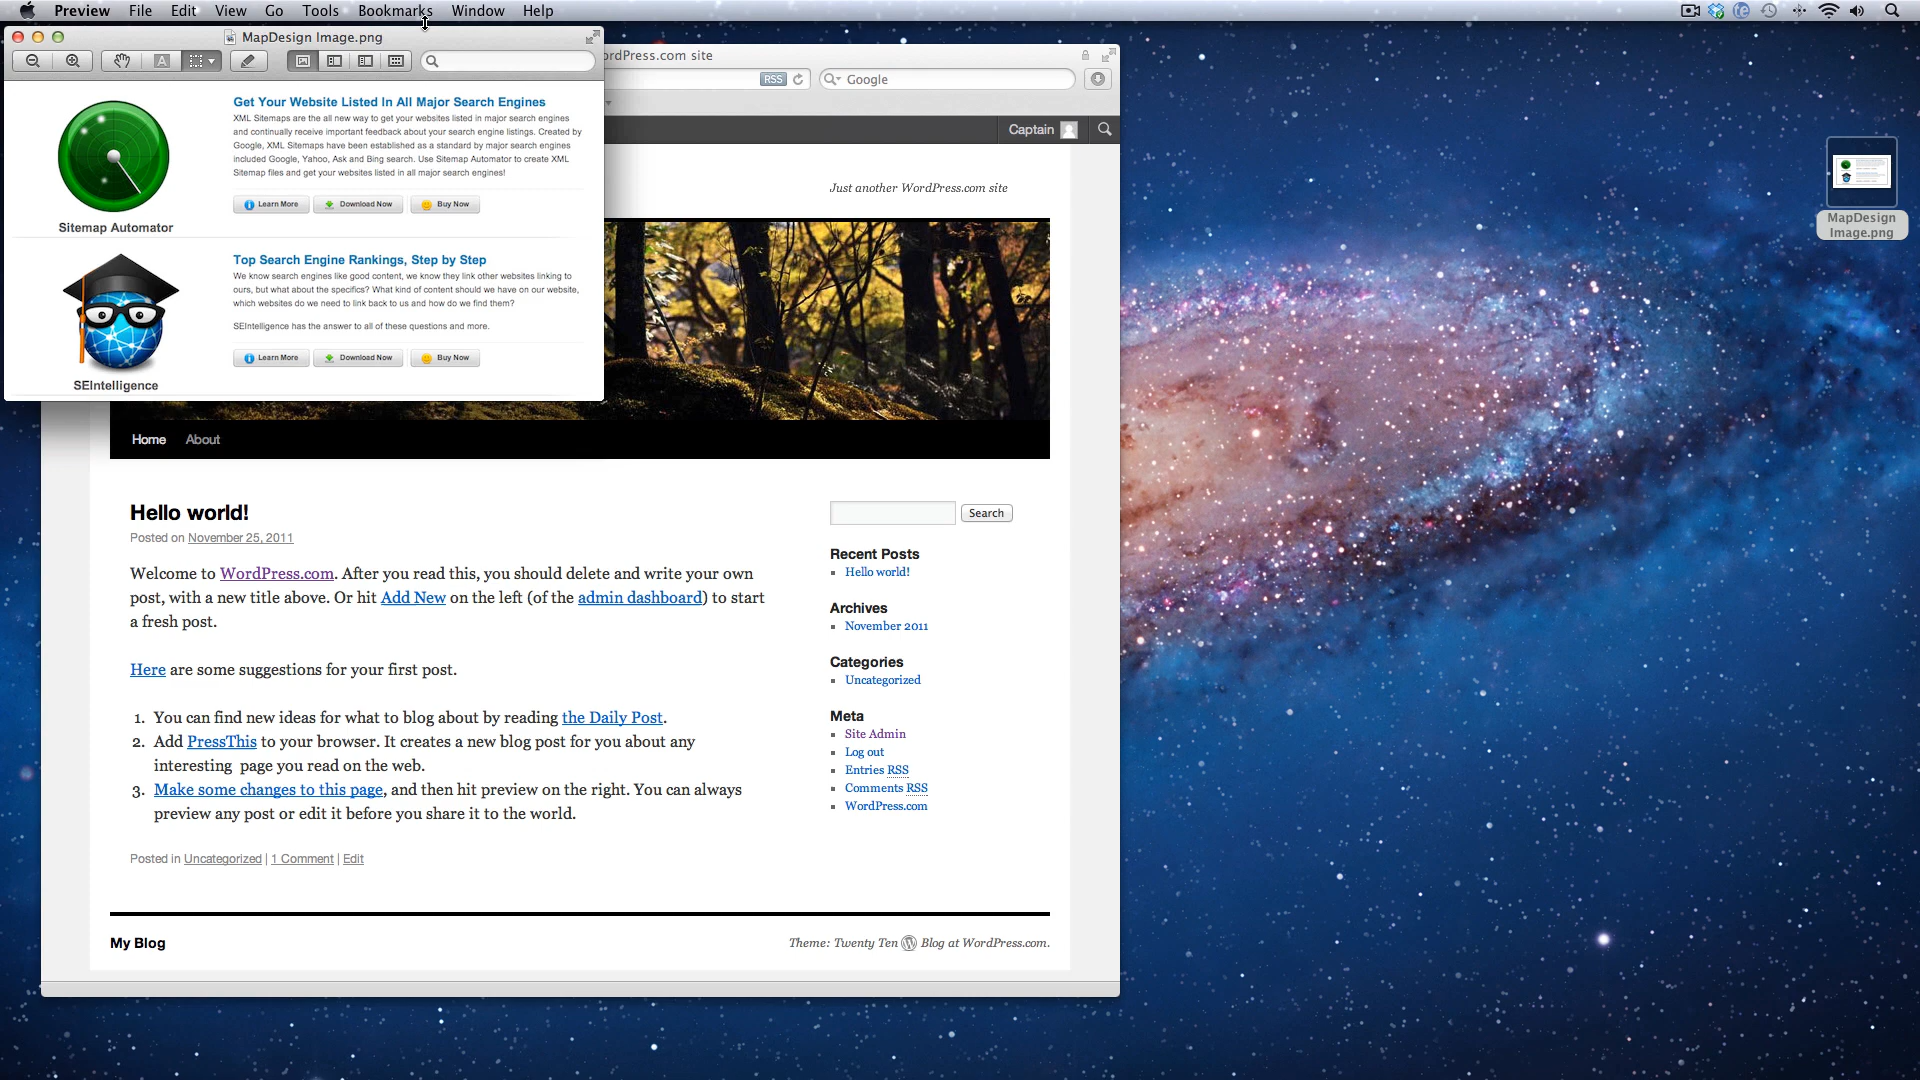 Preview File Edit View Go Tools Bookmarks Window Help
MapDesign Image.png
Get Your Website Listed In All Major Search Engines
XML Sitemaps are the all new way to get your websites listed in major search engines
and continually receive important feedback about your search engine listings. Created by
Google, XML Sitemaps have been established as a standard by major search engines
included Google, Yahoo, Ask and Bing search. Use Sitemap Automator to create XML
Sitemap files and get your websites listed in all major search engines!
Learn More Download Now Buy Now
Sitemap Automator
Top Search Engine Rankings, Step by Step
We know search engines like good content, we know they link other websites linking to
ours, but what about the specifics? What kind of content should we have on our website,
which websites do we need to link back to us and how do we find them?
SEIntelligence has the answer to all of these questions and more.
Learn More Download Now Buy Now
SEIntelligence
ordPress.com site
RSS Google
Captain
Just another WordPress.com site
Home About
Hello world!
Posted on November 25, 2011
Welcome to WordPress.com. After you read this, you should delete and write your own
post, with a new title above. Or hit Add New on the left (of the admin dashboard) to start
a fresh post.
Here are some suggestions for your first post.
1. You can find new ideas for what to blog about by reading the Daily Post.
2. Add PressThis to your browser. It creates a new blog post for you about any
interesting page you read on the web.
3. Make some changes to this page, and then hit preview on the right. You can always
preview any post or edit it before you share it to the world.
Posted in Uncategorized | 1 Comment | Edit
Search
Recent Posts
Hello world!
Archives
November 2011
Categories
Uncategorized
Meta
Site Admin
Log out
Entries RSS
Comments RSS
WordPress.com
My Blog
Theme: Twenty Ten Blog at WordPress.com.
MapDesign
Image.png